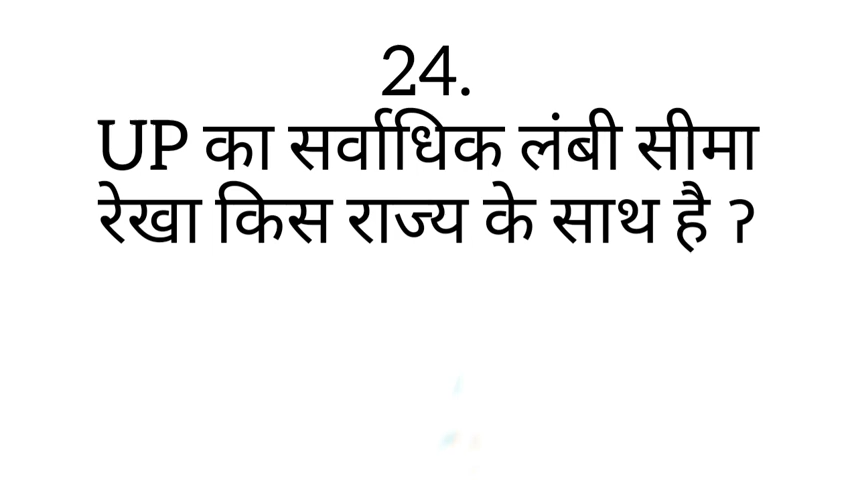 24.
UP का सर्वाधिक लंबी सीमा
रेखा किस राज्य के साथ है ?